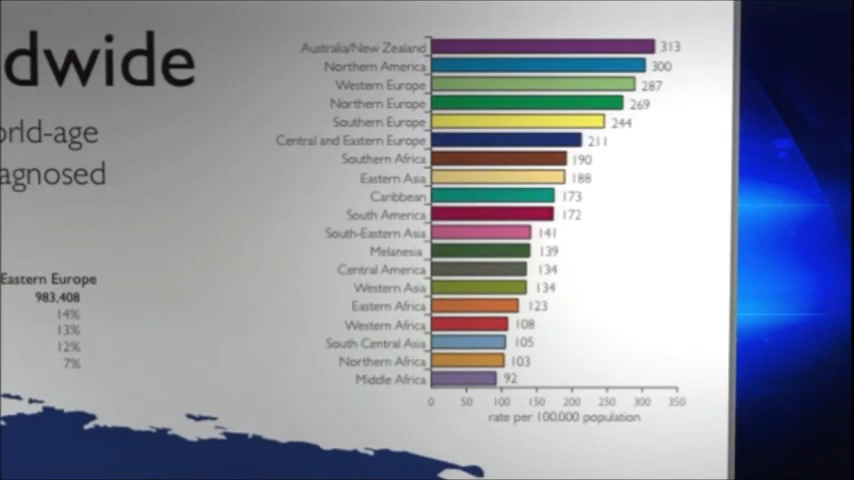 dwide
orld-age
agnosed
Eastern Europe
983,408
14%
13%
12%
7%
Australia/New Zealand 313
Northern America 300
Western Europe 287
Northern Europe 269
Southern Europe 244
Central and Eastern Europe 211
Southern Africa 190
Eastern Asia 188
Caribbean 173
South America 172
South-Eastern Asia 141
Melanesia 139
Central America 134
Western Asia 134
Eastern Africa 123
Western Africa 108
South Central Asia 105
Northern Africa 103
Middle Africa 92
0 50 100 150 200 250 300 350
rate per 100,000 population